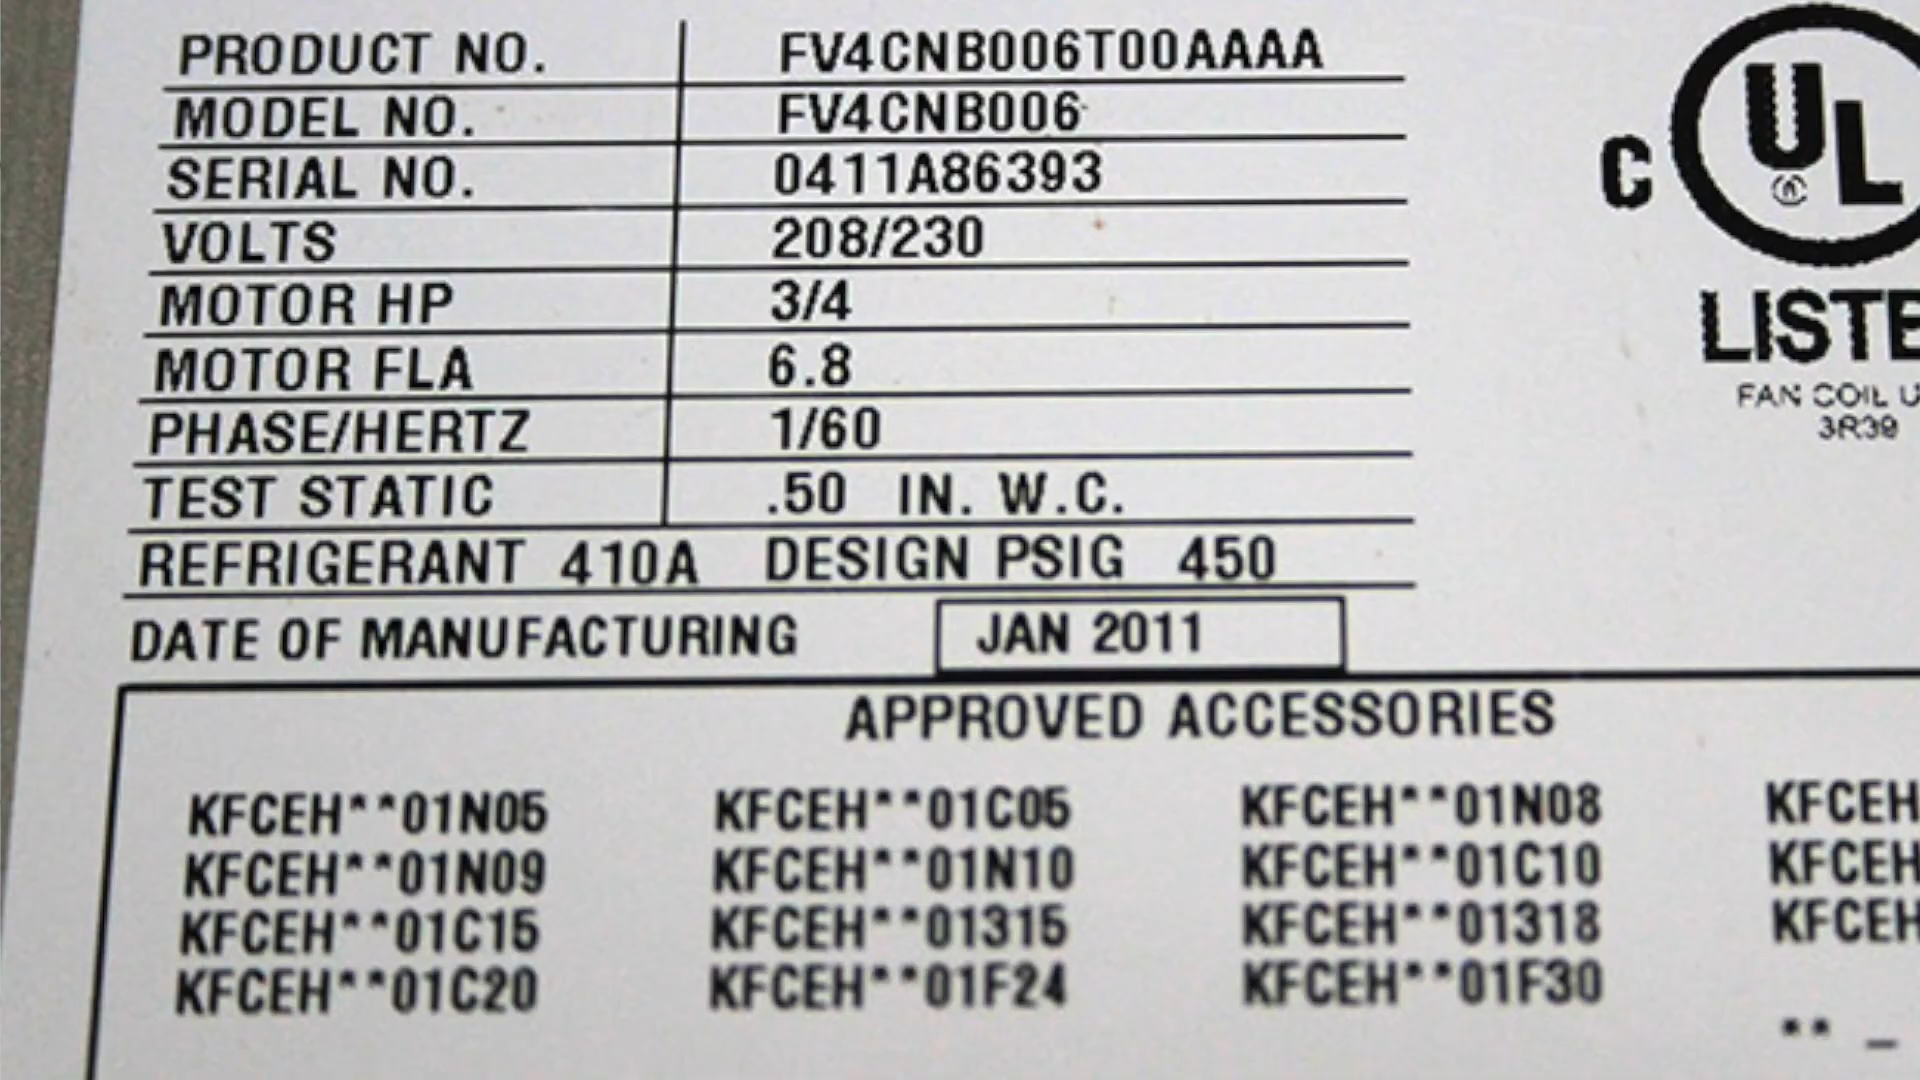 PRODUCT NO. FV4CNB006T00AAAA
MODEL NO. FV4CNB006
SERIAL NO. 0411A86393
VOLTS 208/230
MOTOR HP 3/4
MOTOR FLA 6.8
PHASE/HERTZ 1/60
TEST STATIC .50 IN. W.C.
REFRIGERANT 410A DESIGN PSIG 450
DATE OF MANUFACTURING JAN 2011
C UL
LISTE
FAN COIL U
3R39
APPROVED ACCESSORIES
KFCEH**01N05 KFCEH**01C05 KFCEH**01N08 KFCEH
KFCEH**01N09 KFCEH**01N10 KFCEH**01C10 KFCEH
KFCEH**01C15 KFCEH**01315 KFCEH**01318 KFCEH
KFCEH**01C20 KFCEH**01F24 KFCEH**01F30
** –